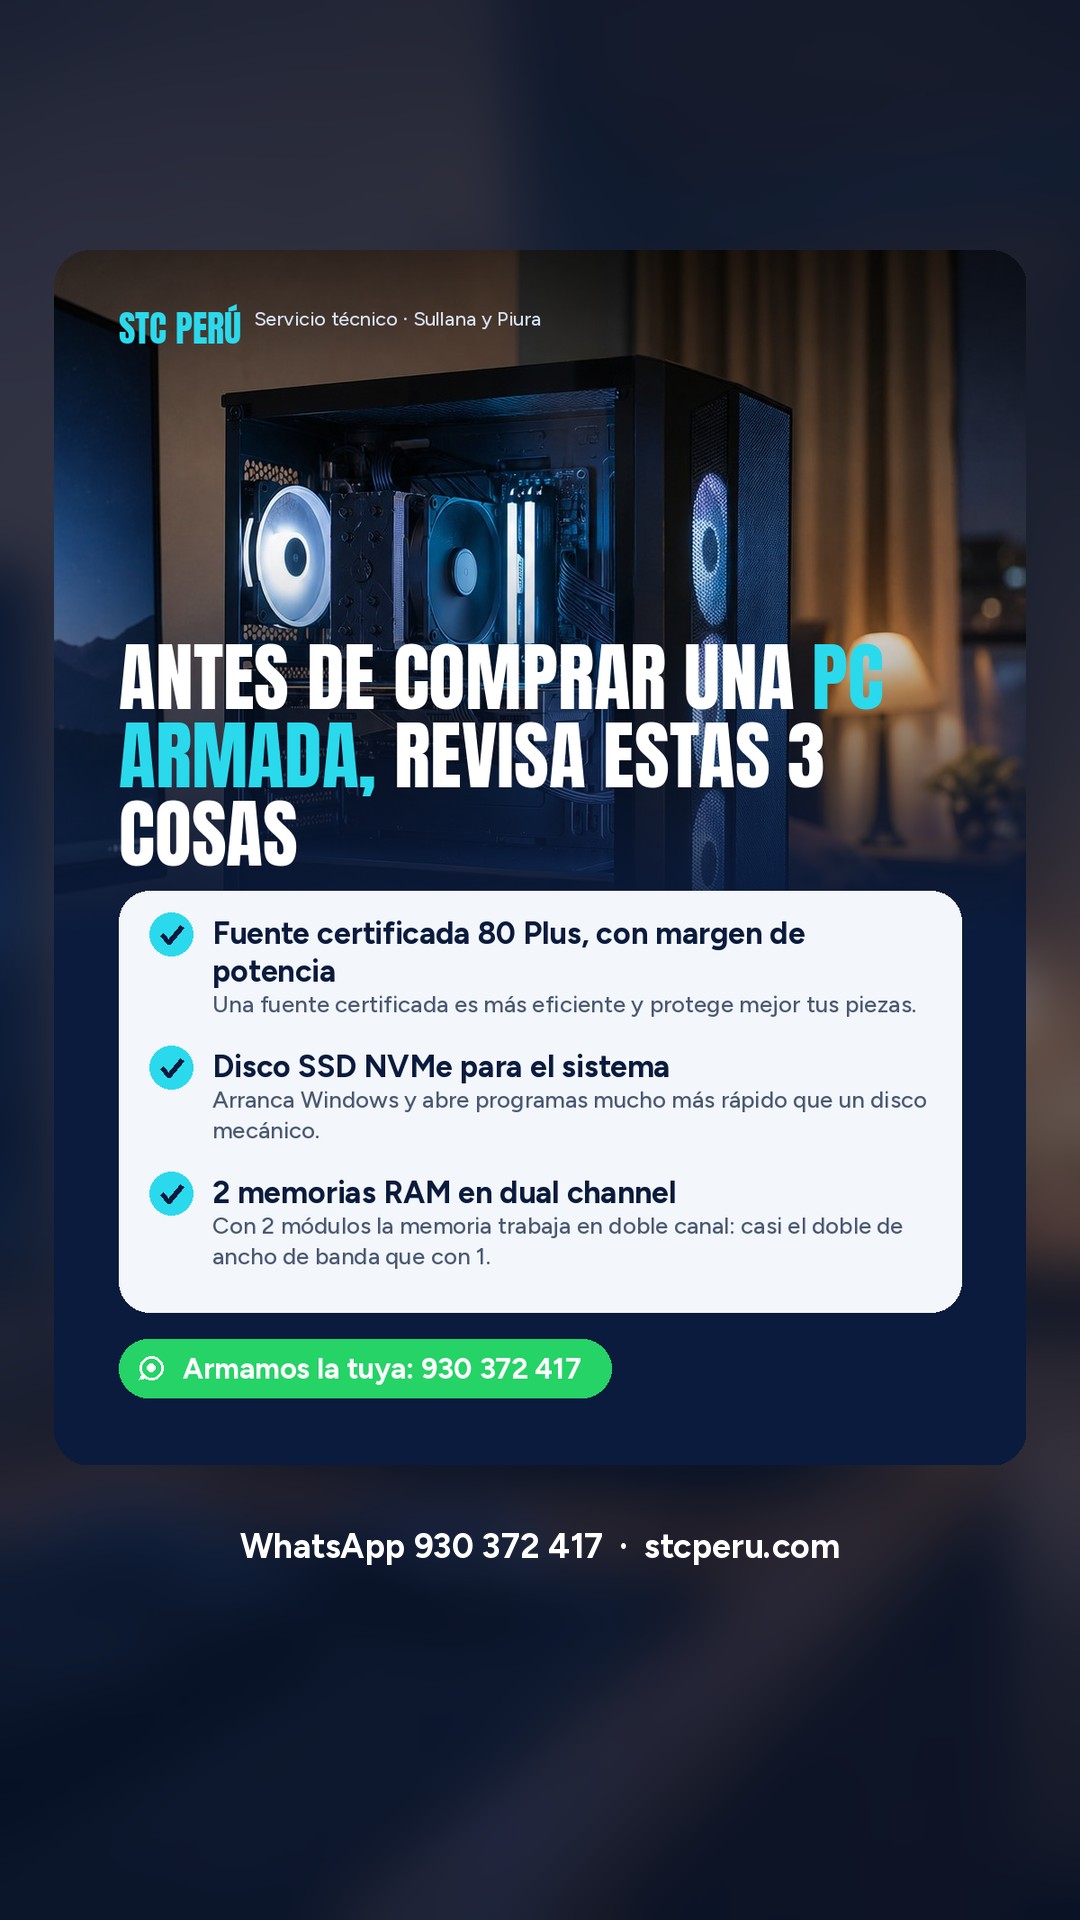 STC PERÚ Servicio técnico · Sullana y Piura
ANTES DE COMPRAR UNA PC
ARMADA, REVISA ESTAS 3
COSAS
Fuente certificada 80 Plus, con margen de
potencia
Una fuente certificada es más eficiente y protege mejor tus piezas.
Disco SSD NVMe para el sistema
Arranca Windows y abre programas mucho más rápido que un disco
mecánico.
2 memorias RAM en dual channel
Con 2 módulos la memoria trabaja en doble canal: casi el doble de
ancho de banda que con 1.
Armamos la tuya: 930 372 417
WhatsApp 930 372 417 · stcperu.com